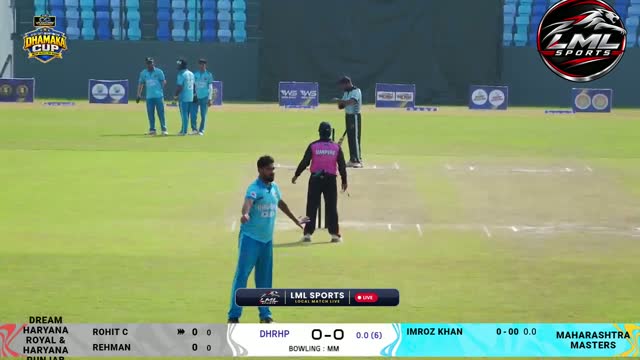 DHAMAKA
CUP
LML
SPORTS
UMPIRE
CUP
LML SPORTS
LOCAL MATCH LIVE
LIVE
DREAM
HARYANA
ROYAL &
HARYANA
PUNJAB
ROHIT C 0 0
REHMAN 0 0
DHRHP 0-0 0.0 (6)
BOWLING : MM
IMROZ KHAN 0 - 00 0.0
MAHARASHTRA
MASTERS